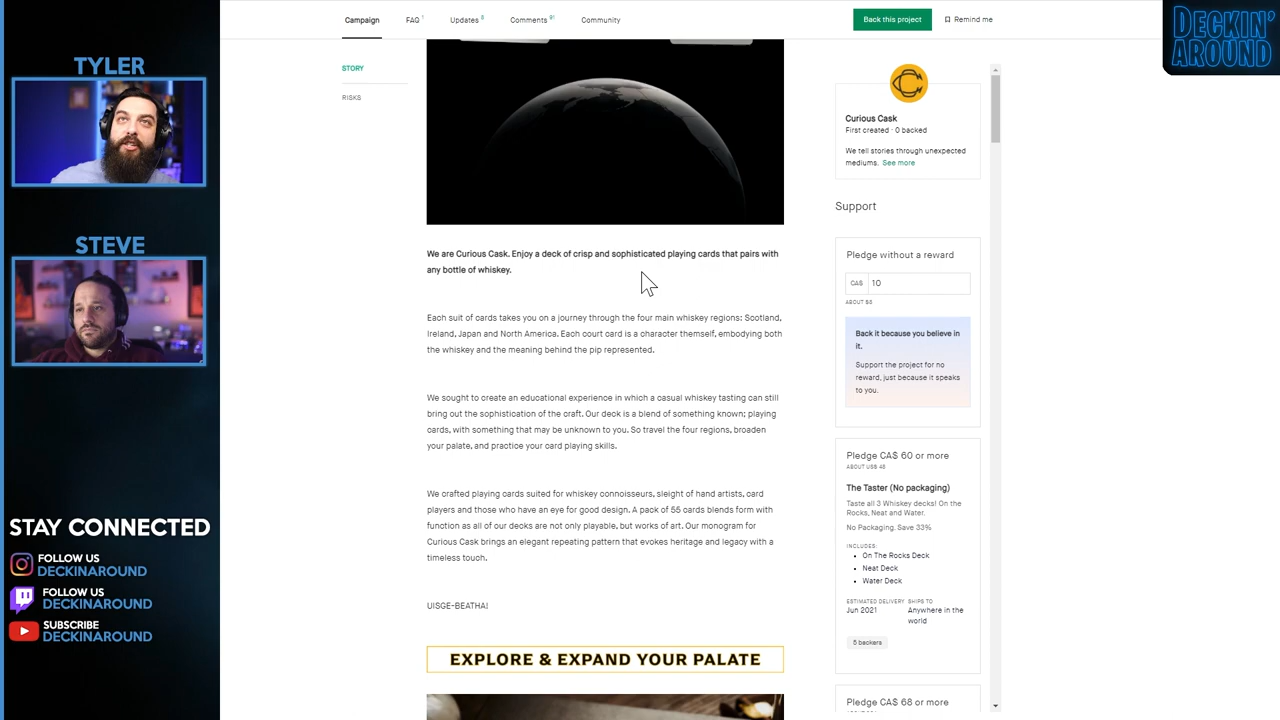 TYLER
STEVE
STAY CONNECTED
FOLLOW US
DECKINAROUND
FOLLOW US
DECKINAROUND
SUBSCRIBE
DECKINAROUND
DECKIN'
AROUND
Campaign
FAQ 1
Updates 8
Comments 91
Community
Back this project
Remind me
STORY
RISKS
We are Curious Cask. Enjoy a deck of crisp and sophisticated playing cards that pairs with
any bottle of whiskey.
Each suit of cards takes you on a journey through the four main whiskey regions: Scotland,
Ireland, Japan and North America. Each court card is a character themself, embodying both
the whiskey and the meaning behind the pip represented.
We sought to create an educational experience in which a casual whiskey tasting can still
bring out the sophistication of the craft. Our deck is a blend of something known; playing
cards, with something that may be unknown to you. So travel the four regions, broaden
your palate, and practice your card playing skills.
We crafted playing cards suited for whiskey connoisseurs, sleight of hand artists, card
players and those who have an eye for good design. A pack of 55 cards blends form with
function as all of our decks are not only playable, but works of art. Our monogram for
Curious Cask brings an elegant repeating pattern that evokes heritage and legacy with a
timeless touch.
UISGE-BEATHA!
EXPLORE & EXPAND YOUR PALATE
Curious Cask
First created · 0 backed
We tell stories through unexpected
mediums. See more
Support
Pledge without a reward
CA$ 10
ABOUT $8
Back it because you believe in
it.
Support the project for no
reward, just because it speaks
to you.
Pledge CA$ 60 or more
ABOUT US$ 48
The Taster (No packaging)
Taste all 3 Whiskey decks! On the
Rocks, Neat and Water.
No Packaging. Save 33%
INCLUDES:
On The Rocks Deck
Neat Deck
Water Deck
ESTIMATED DELIVERY SHIPS TO
Jun 2021 Anywhere in the
world
5 backers
Pledge CA$ 68 or more